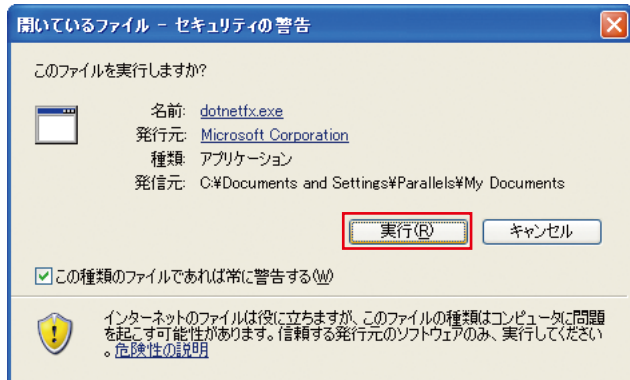 開いているファイル - セキュリティの警告
このファイルを実行しますか?
名前: dotnetfx.exe
発行元: Microsoft Corporation
種類: アプリケーション
発信元: C:¥Documents and Settings¥Parallels¥My Documents
実行(R) キャンセル
この種類のファイルであれば常に警告する(W)
インターネットのファイルは役に立ちますが、このファイルの種類はコンピュータに問題
を起こす可能性があります。信頼する発行元のソフトウェアのみ、実行してください
。危険性の説明